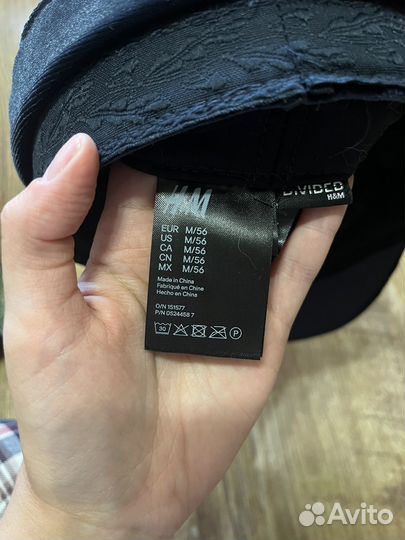 DIVIDED
H&M
H&M
EUR M/56
US M/56
CA M/56
CN M/56
MX M/56
Made in China
Fabriqué en Chine
Hecho en China
D/N 151577
P/N 0524458 7
30 P
Avito